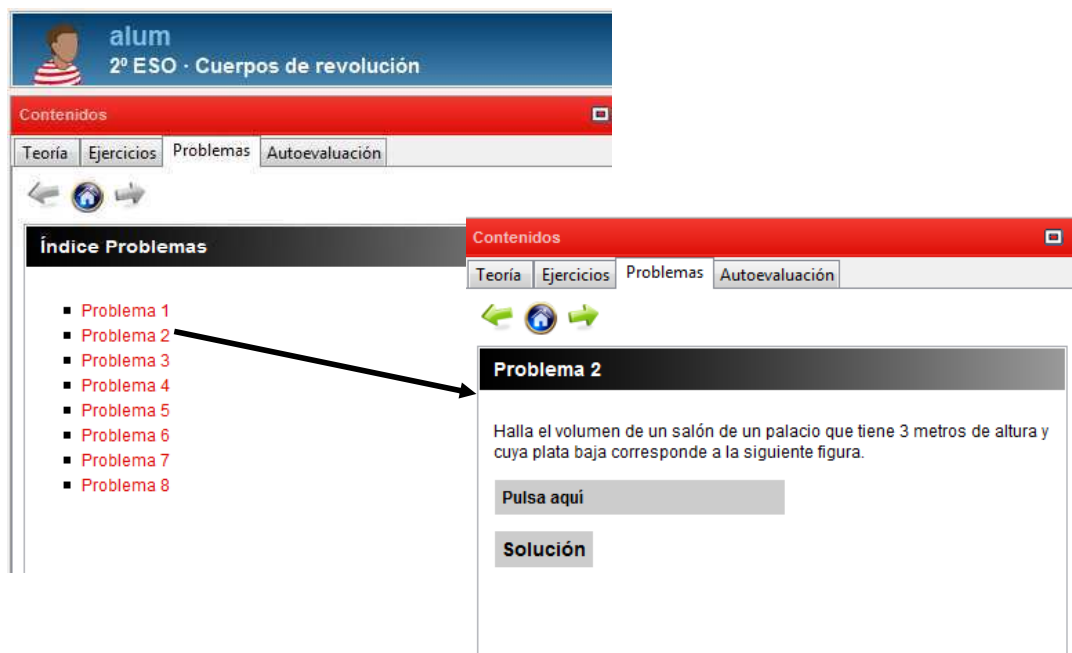 alum
2º ESO · Cuerpos de revolución
Contenidos
Teoría Ejercicios Problemas Autoevaluación
Índice Problemas
Problema 1
Problema 2
Problema 3
Problema 4
Problema 5
Problema 6
Problema 7
Problema 8
Contenidos
Teoría Ejercicios Problemas Autoevaluación
Problema 2
Halla el volumen de un salón de un palacio que tiene 3 metros de altura y
cuya plata baja corresponde a la siguiente figura.
Pulsa aquí
Solución